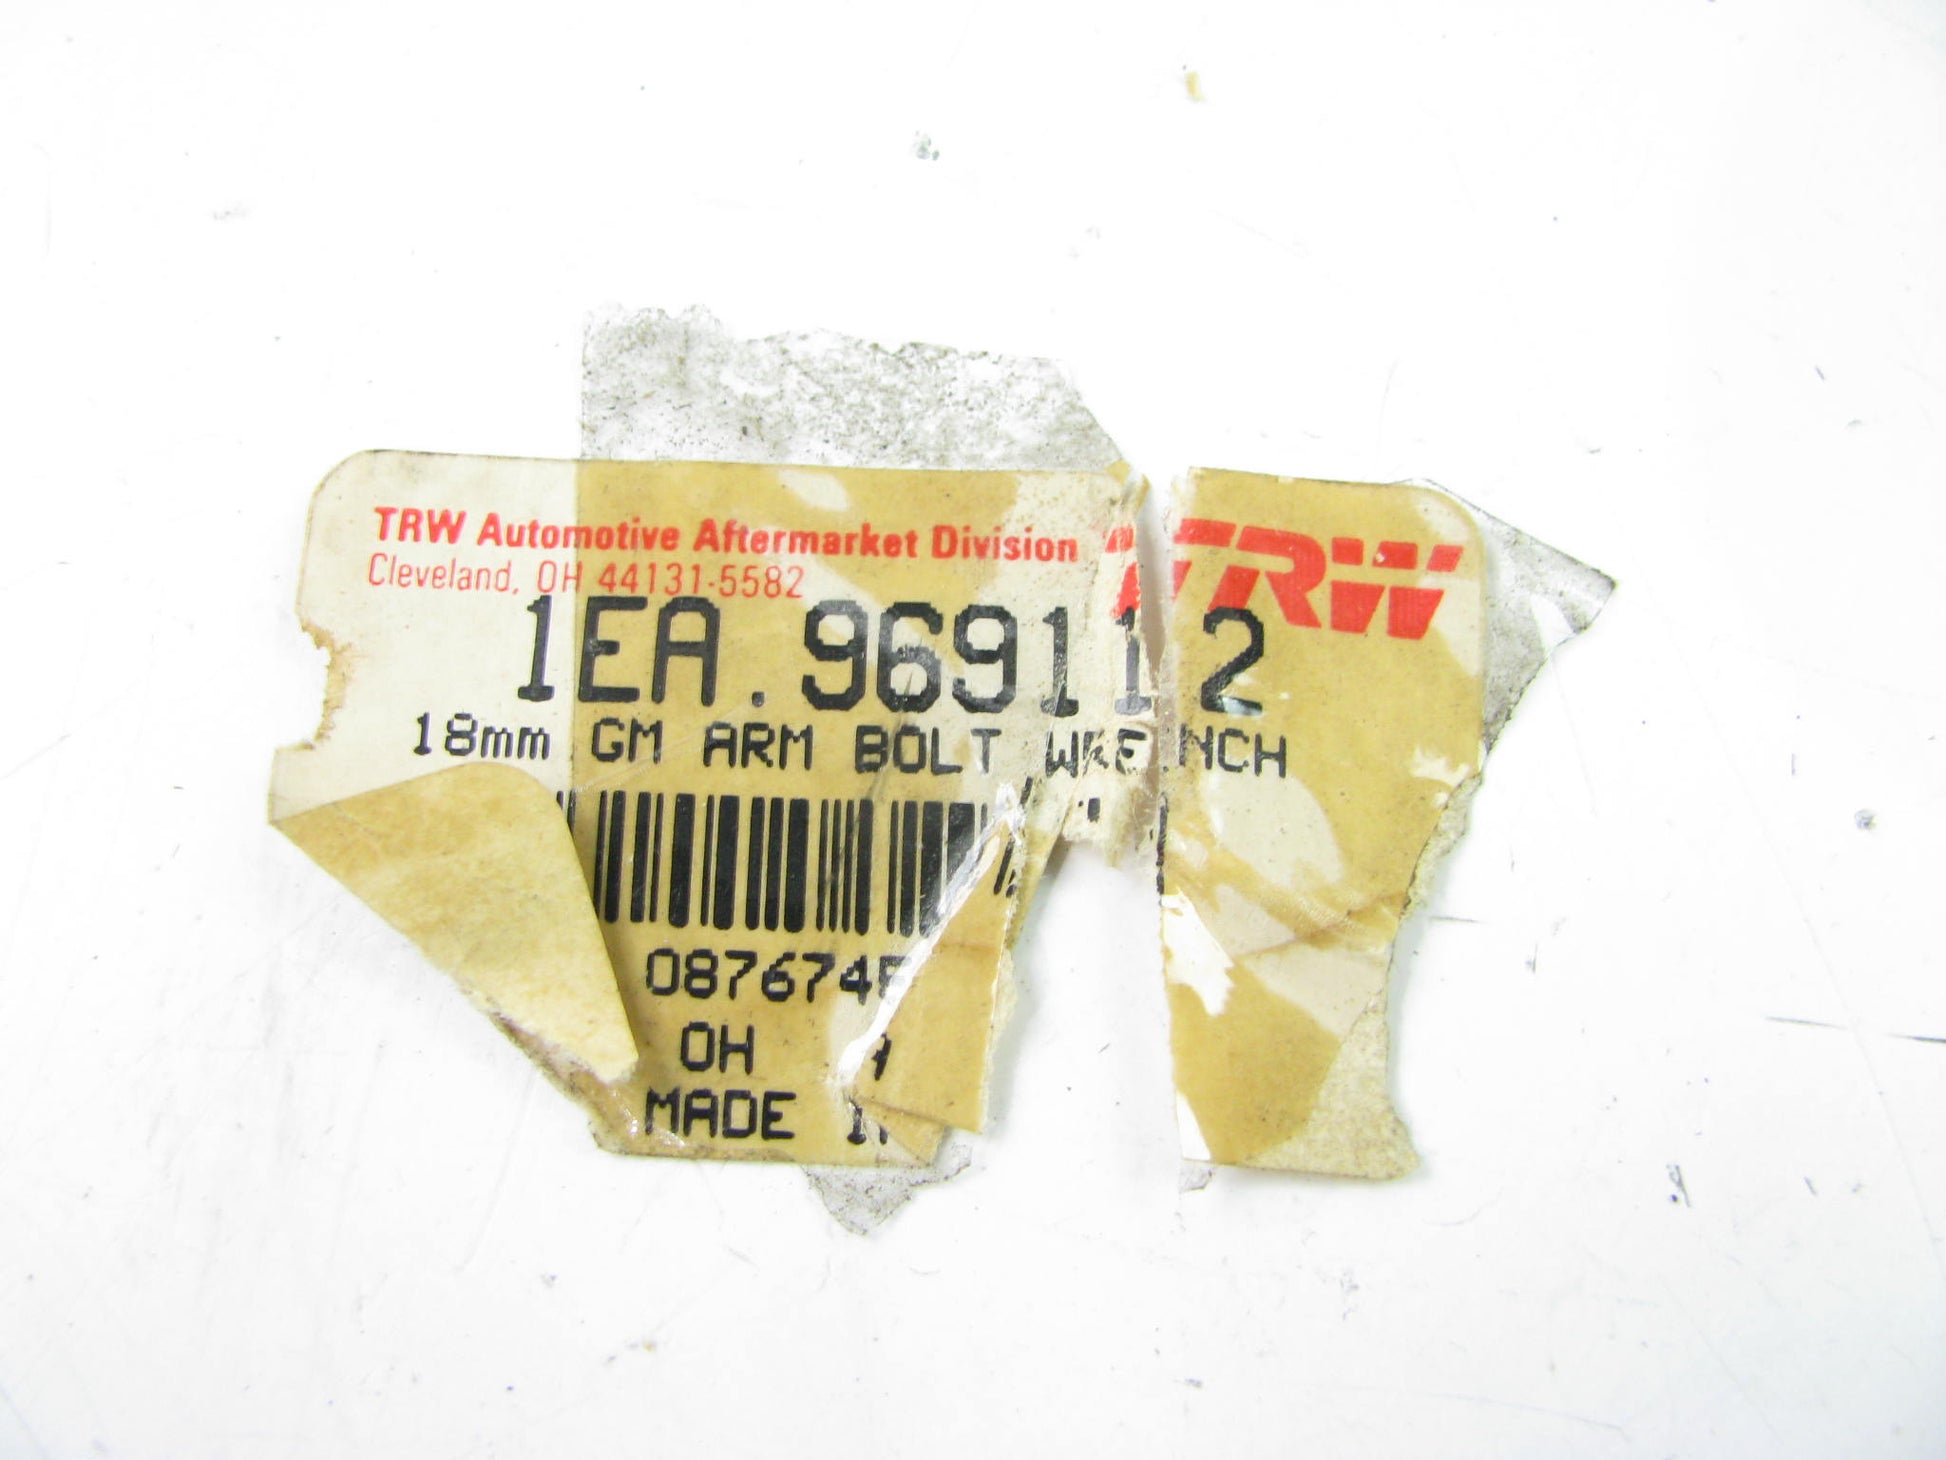 TRW Automotive Aftermarket Division TRW
Cleveland, OH 44131-5582
1EA.969112
18mm GM ARM BOLT WRENCH
OH
MADE